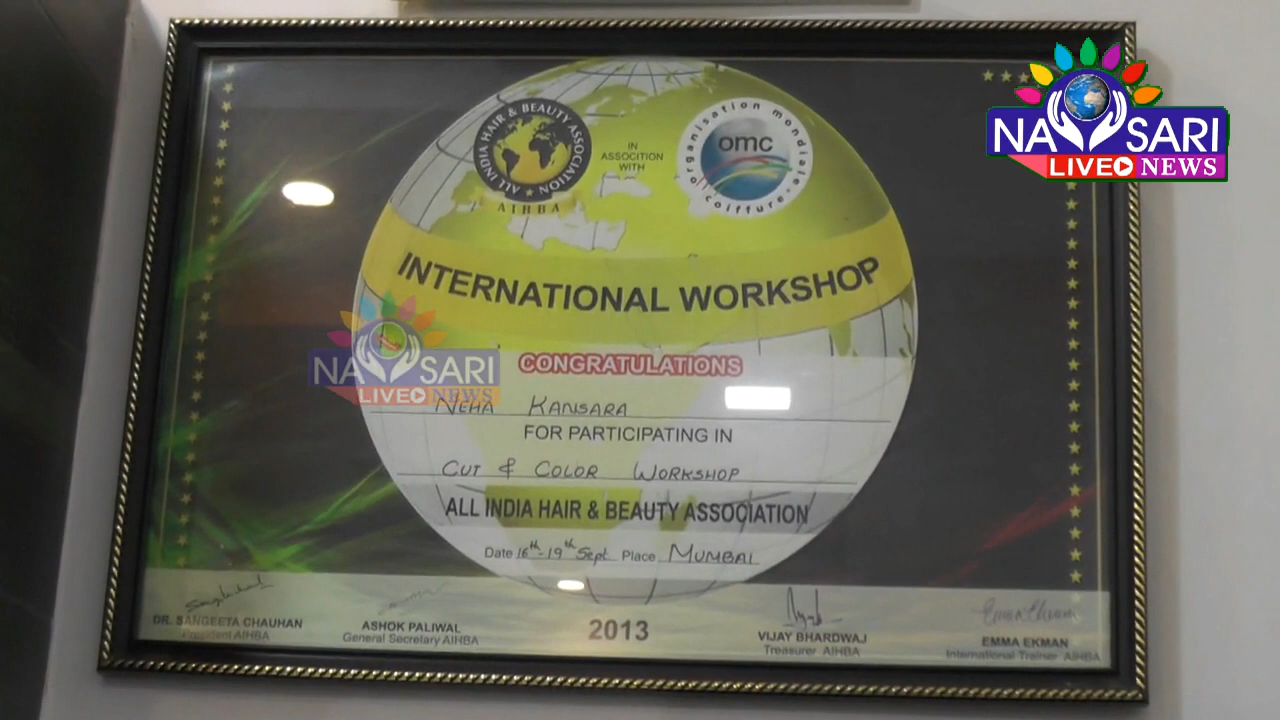 ALL INDIA HAIR & BEAUTY ASSOCIATION
AIHBA
IN
ASSOCITION
WITH
organisation mondiale coiffure
omc
NAVSARI
LIVE NEWS
INTERNATIONAL WORKSHOP
CONGRATULATIONS
NAVSARI
LIVE NEWS
NEHA KANSARA
FOR PARTICIPATING IN
CUT & COLOR WORKSHOP
ALL INDIA HAIR & BEAUTY ASSOCIATION
Date 16th-19th Sept Place MUMBAI
DR. SANGEETA CHAUHAN
President AIHBA
ASHOK PALIWAL
General Secretary AIHBA
2013
VIJAY BHARDWAJ
Treasurer AIHBA
EMMA EKMAN
International Trainer AIHBA